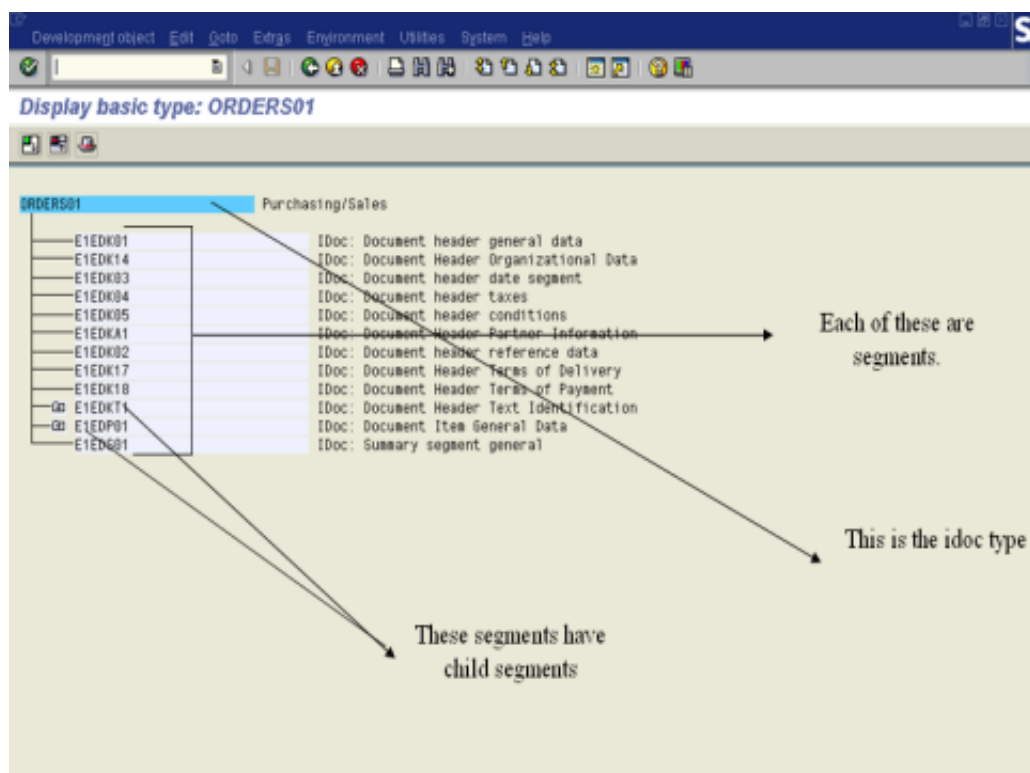 Development object Edit Goto Extras Environment Utilities System Help
S
Display basic type: ORDERS01
ORDERS01 Purchasing/Sales
E1EDK01 IDoc: Document header general data
E1EDK14 IDoc: Document Header Organizational Data
E1EDK03 IDoc: Document header date segment
E1EDK04 IDoc: Document header taxes
E1EDK05 IDoc: Document header conditions
E1EDKA1 IDoc: Document Header Partner Information
E1EDK02 IDoc: Document header reference data
E1EDK17 IDoc: Document Header Terms of Delivery
E1EDK18 IDoc: Document Header Terms of Payment
E1EDKT1 IDoc: Document Header Text Identification
E1EDP01 IDoc: Document Item General Data
E1EDS01 IDoc: Summary segment general
Each of these are
segments.
This is the idoc type
These segments have
child segments